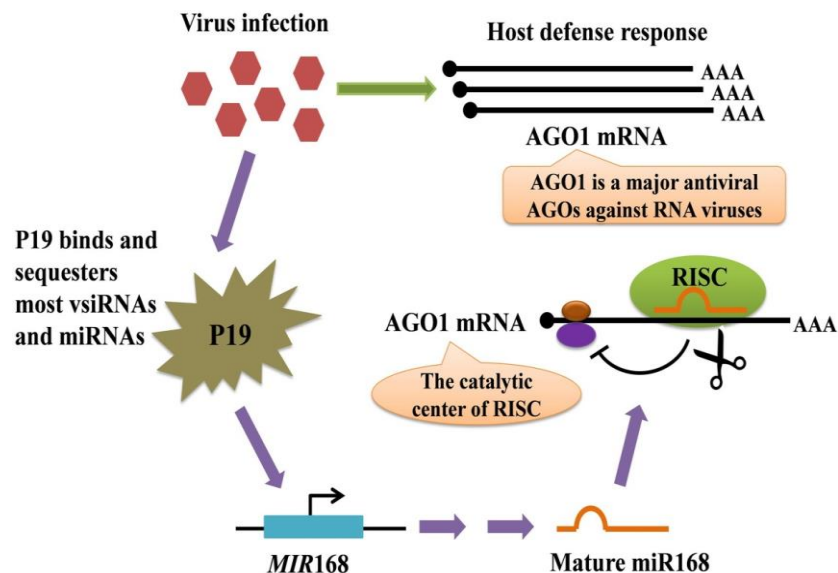 Virus infection
Host defense response
AAA
AAA
AAA
AGO1 mRNA
AGO1 is a major antiviral
AGOs against RNA viruses
P19 binds and
sequesters
most vsiRNAs
and miRNAs
P19
RISC
AGO1 mRNA
AAA
The catalytic
center of RISC
MIR168
Mature miR168